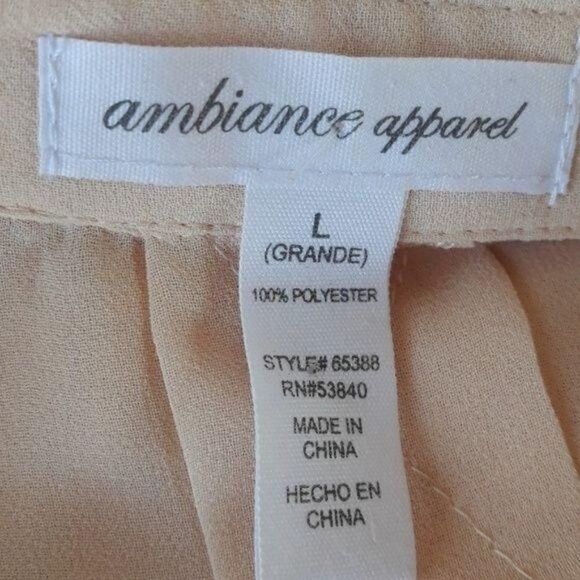 ambiance apparel
L
(GRANDE)
100% POLYESTER
STYLE# 65388
RN#53840
MADE IN
CHINA
HECHO EN
CHINA